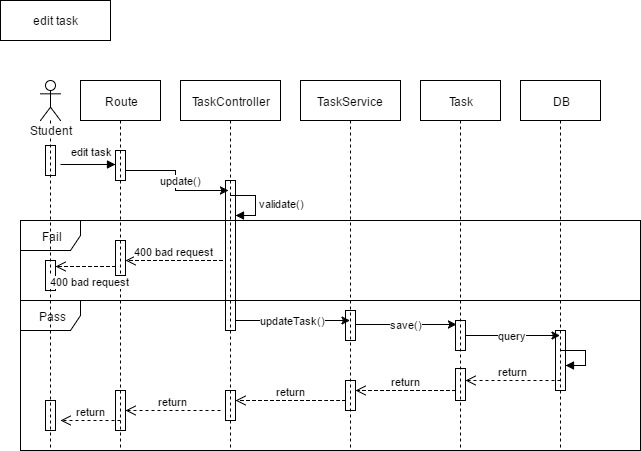 edit task
Route
TaskController
TaskService
Task
DB
Student
edit task
update()
validate()
Fail
400 bad request
400 bad request
Pass
updateTask()
save()
query
return
return
return
return
return